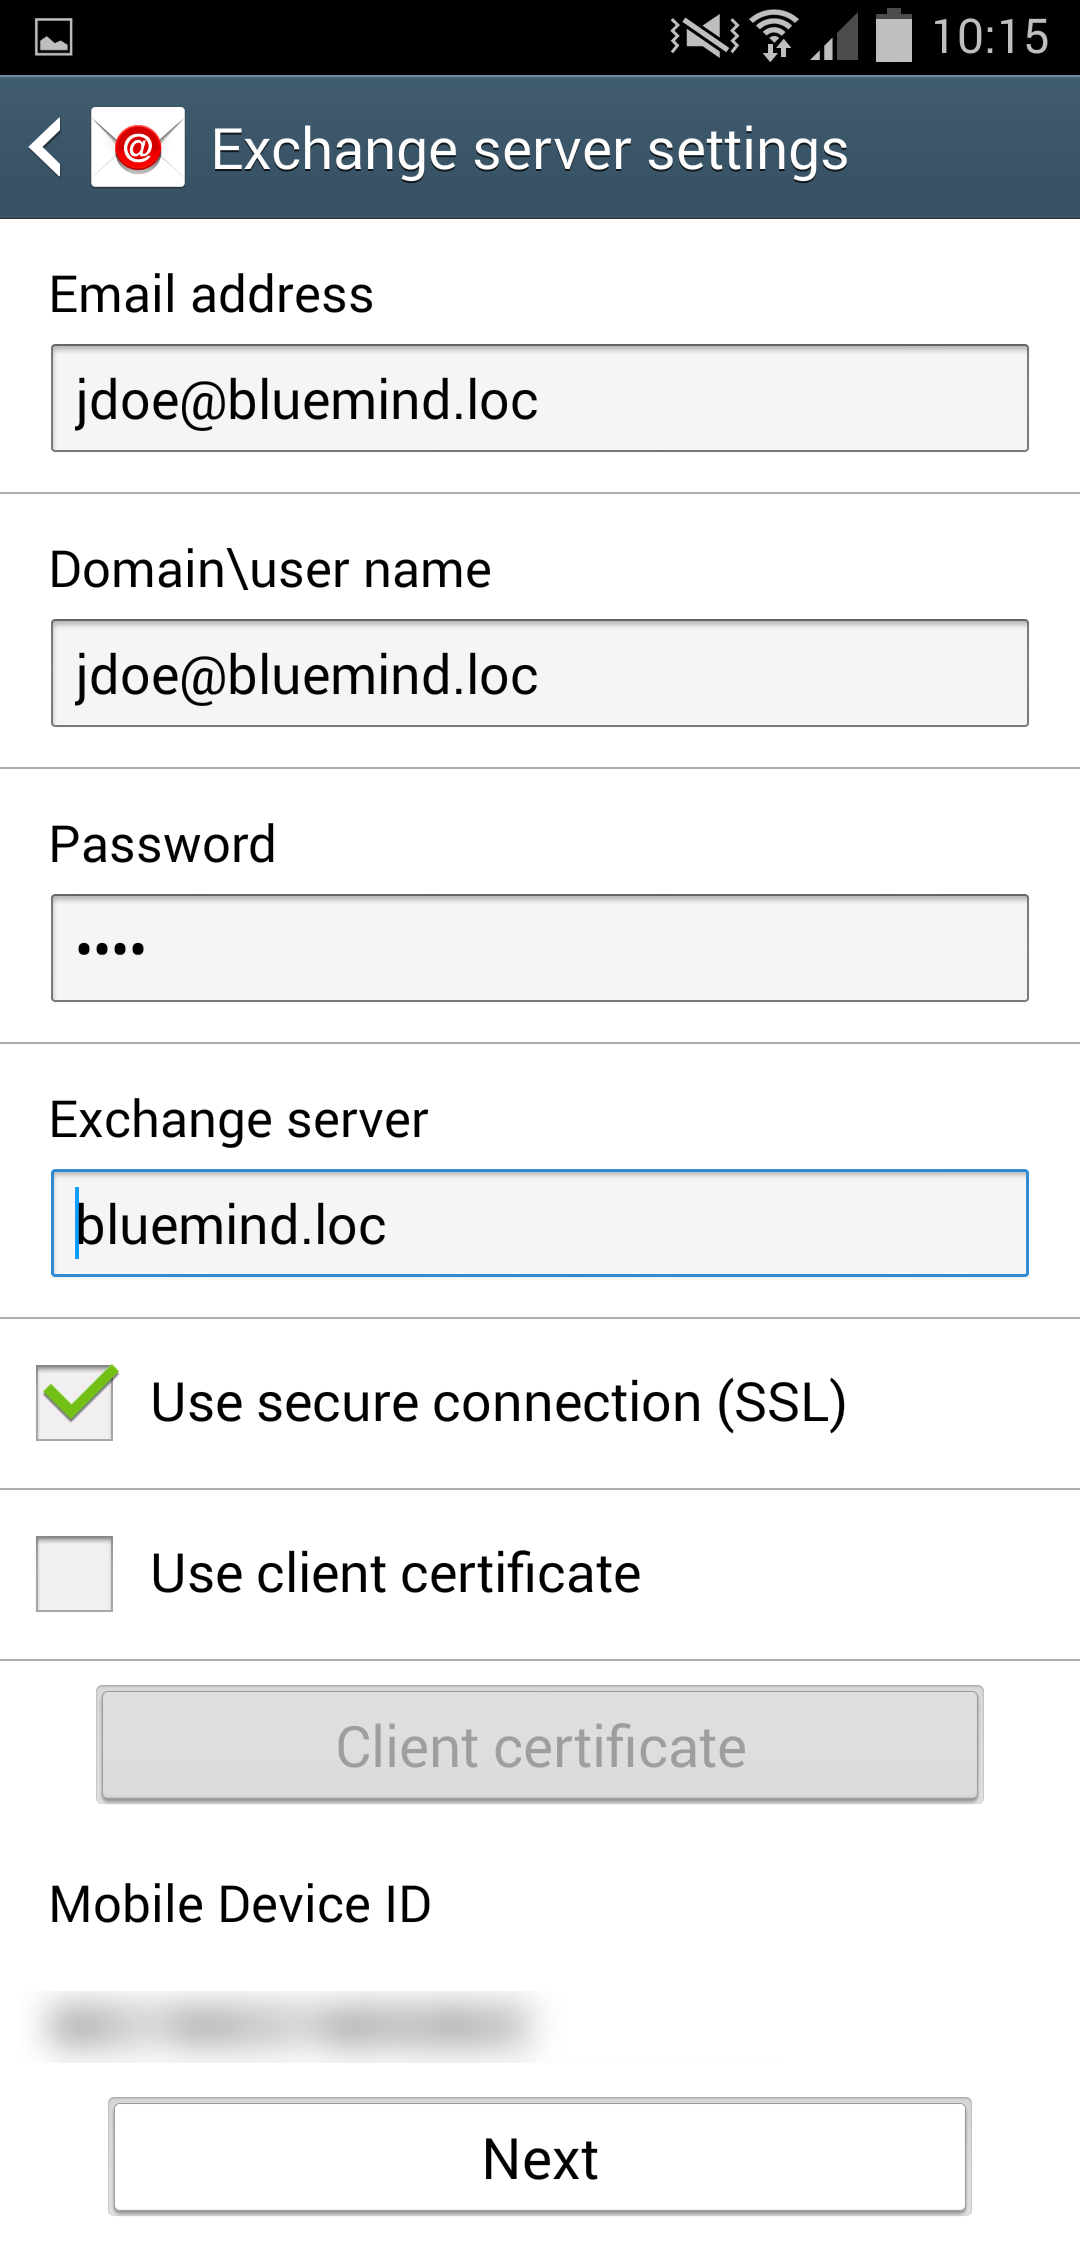 10:15
@ Exchange server settings
Email address
jdoe@bluemind.loc
Domain\user name
jdoe@bluemind.loc
Password
••••
Exchange server
bluemind.loc
Use secure connection (SSL)
Use client certificate
Client certificate
Mobile Device ID
Next